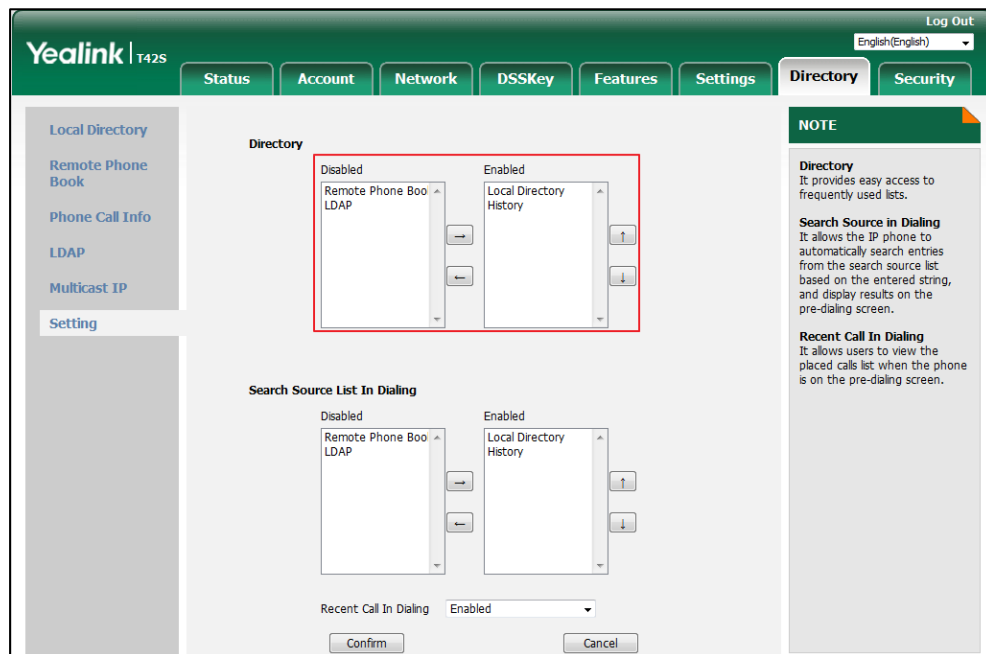 Log Out
Yealink T42S
English(English)
Status Account Network DSSKey Features Settings Directory Security
Local Directory
Remote Phone
Book
Phone Call Info
LDAP
Multicast IP
Setting
Directory
Disabled Enabled
Remote Phone Boo
LDAP
Local Directory
History
→
←
↑
↓
Search Source List In Dialing
Disabled Enabled
Remote Phone Boo
LDAP
Local Directory
History
→
←
↑
↓
Recent Call In Dialing Enabled
Confirm Cancel
NOTE
Directory
It provides easy access to
frequently used lists.
Search Source in Dialing
It allows the IP phone to
automatically search entries
from the search source list
based on the entered string,
and display results on the
pre-dialing screen.
Recent Call In Dialing
It allows users to view the
placed calls list when the phone
is on the pre-dialing screen.